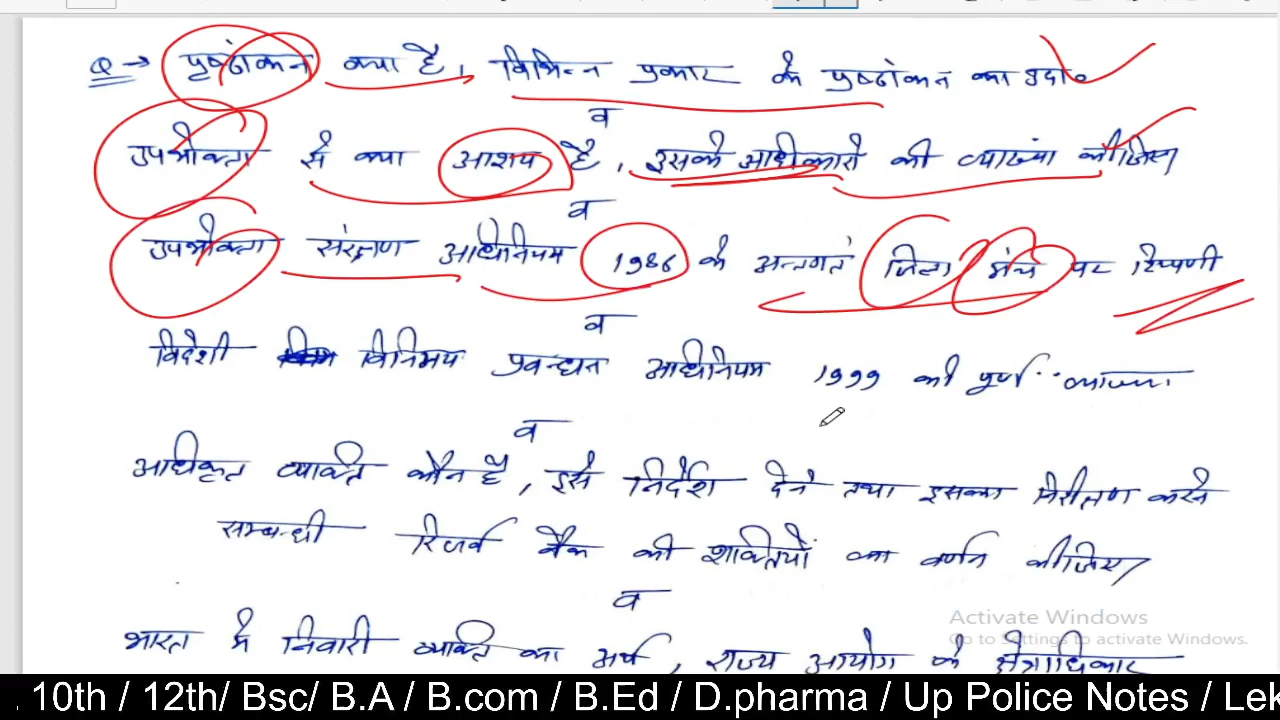 Q → पृष्ठांकन क्या है, विभिन्न प्रकार के पृष्ठांकन का उदा०
व
उपभोक्ता से क्या आशय है, इसके अधिकारो की व्याख्या कीजिए
व
उपभोक्ता संरक्षण अधिनियम 1986 के अन्तर्गत जिला मंच पर टिप्पणी
व
विदेशी विनिमय प्रबन्धन अधिनियम 1999 की पूर्ण व्याख्या
व
अधिकृत व्यक्ति कौन है, इसे निर्देश देने तथा इसका निरीक्षण करने
सम्बन्धी रिजर्व बैंक की शक्तियों का वर्णन कीजिए
व
भारत मे निवासी व्यक्ति का अर्थ, राज्य आयोग के क्षेत्राधिकार
Activate Windows
Go to Settings to activate Windows.
. 10th / 12th/ Bsc/ B.A / B.com / B.Ed / D.pharma / Up Police Notes / Lek